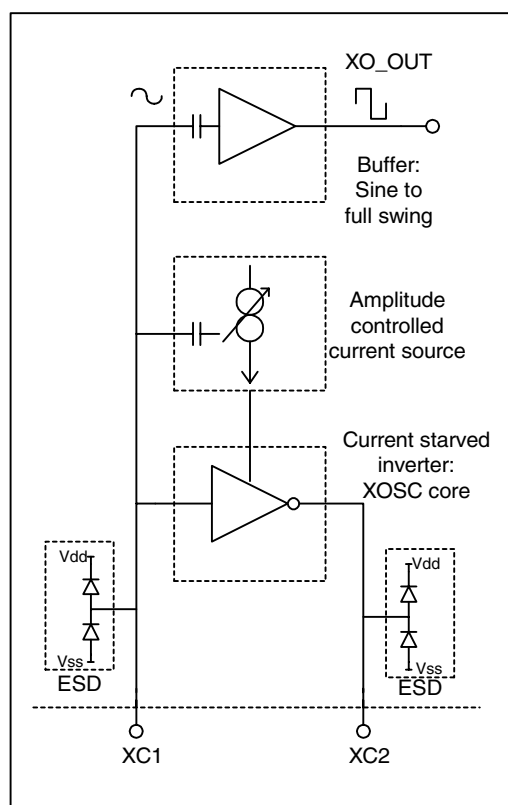 XO_OUT
Buffer:
Sine to
full swing
Amplitude
controlled
current source
Current starved
inverter:
XOSC core
Vdd
Vss
ESD
Vdd
Vss
ESD
XC1
XC2